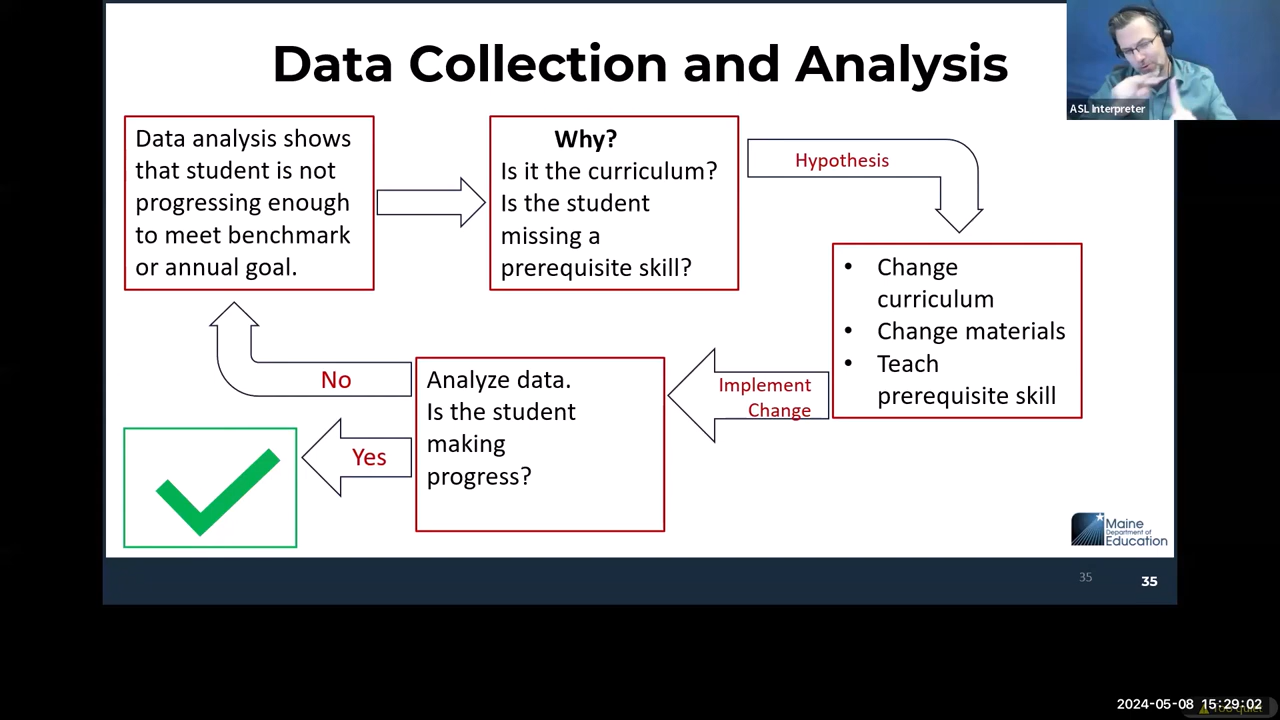 Data Collection and Analysis
ASL Interpreter
Data analysis shows
that student is not
progressing enough
to meet benchmark
or annual goal.
Why?
Is it the curriculum?
Is the student
missing a
prerequisite skill?
Hypothesis
• Change
curriculum
• Change materials
• Teach
prerequisite skill
Implement
Change
Analyze data.
Is the student
making
progress?
No
Yes
Maine
Department of
Education
35
35
2024-05-08 15:29:02